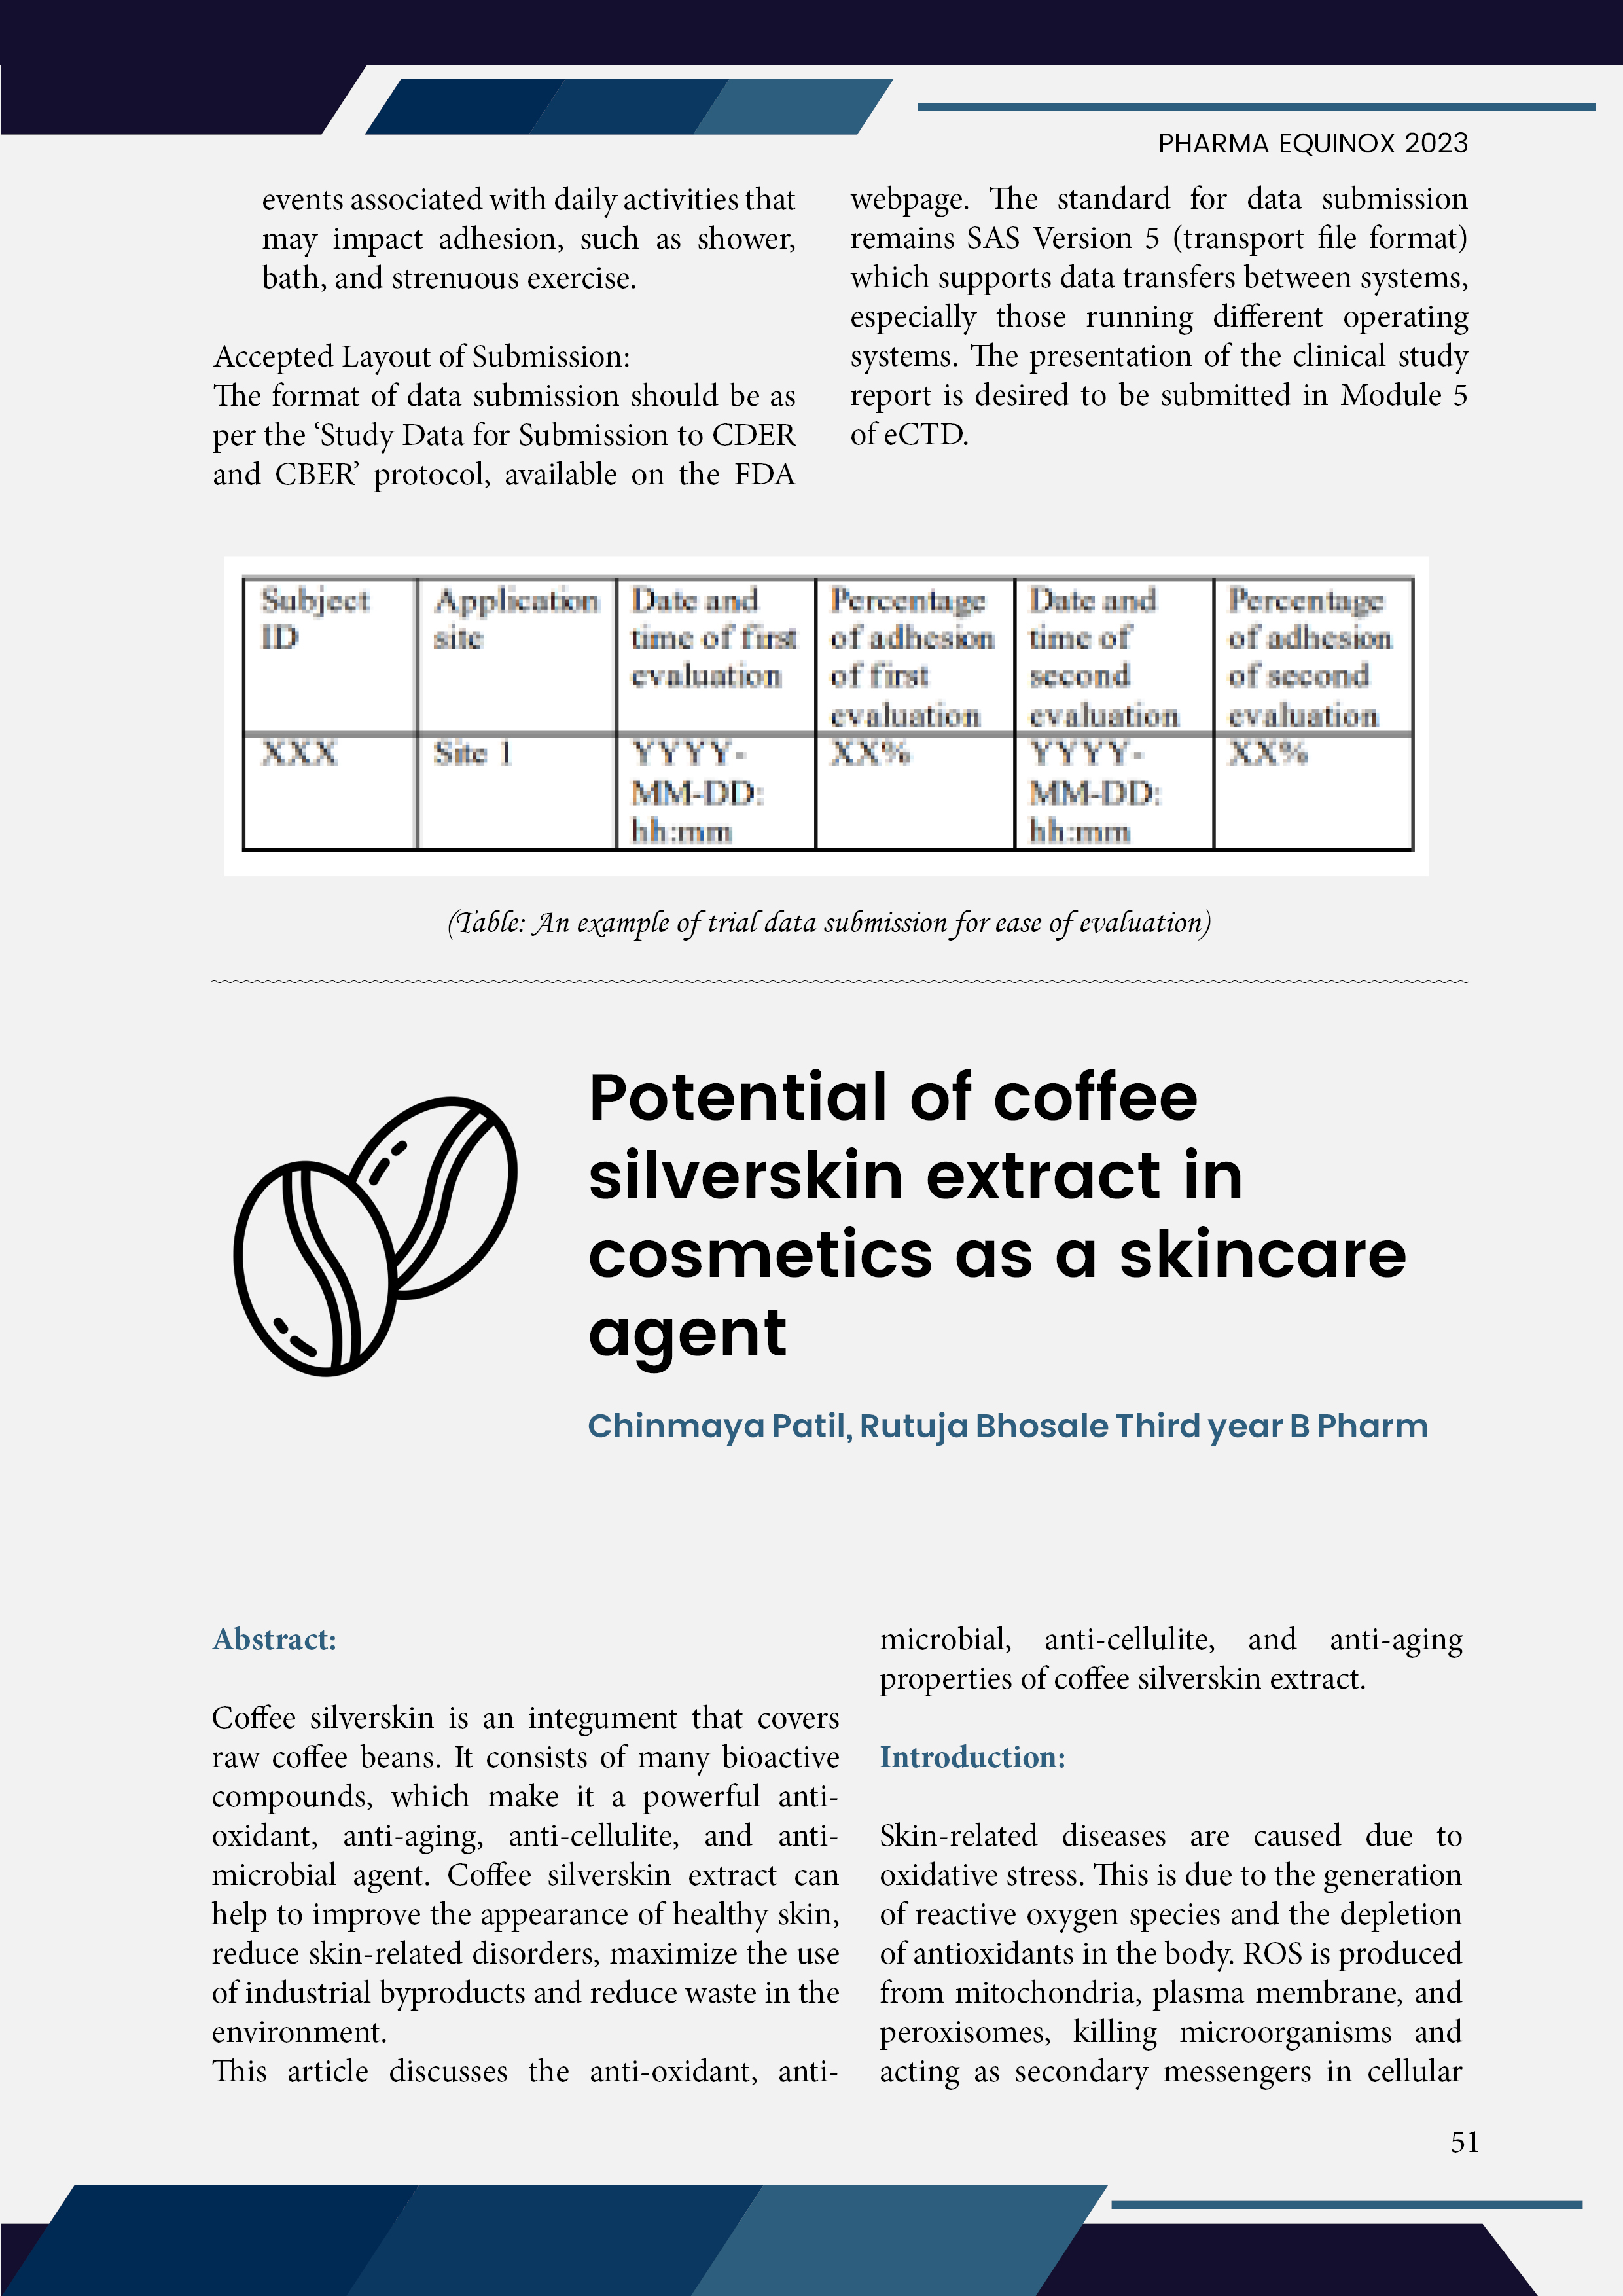 PHARMA EQUINOX 2023
events associated with daily activities that
may impact adhesion, such as shower,
bath, and strenuous exercise.
Accepted Layout of Submission:
The format of data submission should be as
per the ‘Study Data for Submission to CDER
and CBER’ protocol, available on the FDA
webpage. The standard for data submission
remains SAS Version 5 (transport file format)
which supports data transfers between systems,
especially those running different operating
systems. The presentation of the clinical study
report is desired to be submitted in Module 5
of eCTD.
Subject
ID
Application
site
Date and
time of first
evaluation
Percentage
of adhesion
of first
evaluation
Date and
time of
second
evaluation
Percentage
of adhesion
of second
evaluation
XXX
Site 1
YYYY-
MM-DD:
hh:mm
XX%
YYYY-
MM-DD:
hh:mm
XX%
(Table: An example of trial data submission for ease of evaluation)
Potential of coffee
silverskin extract in
cosmetics as a skincare
agent
Chinmaya Patil, Rutuja Bhosale Third year B Pharm
Abstract:
Coffee silverskin is an integument that covers
raw coffee beans. It consists of many bioactive
compounds, which make it a powerful anti-
oxidant, anti-aging, anti-cellulite, and anti-
microbial agent. Coffee silverskin extract can
help to improve the appearance of healthy skin,
reduce skin-related disorders, maximize the use
of industrial byproducts and reduce waste in the
environment.
This article discusses the anti-oxidant, anti-
microbial, anti-cellulite, and anti-aging
properties of coffee silverskin extract.
Introduction:
Skin-related diseases are caused due to
oxidative stress. This is due to the generation
of reactive oxygen species and the depletion
of antioxidants in the body. ROS is produced
from mitochondria, plasma membrane, and
peroxisomes, killing microorganisms and
acting as secondary messengers in cellular
51